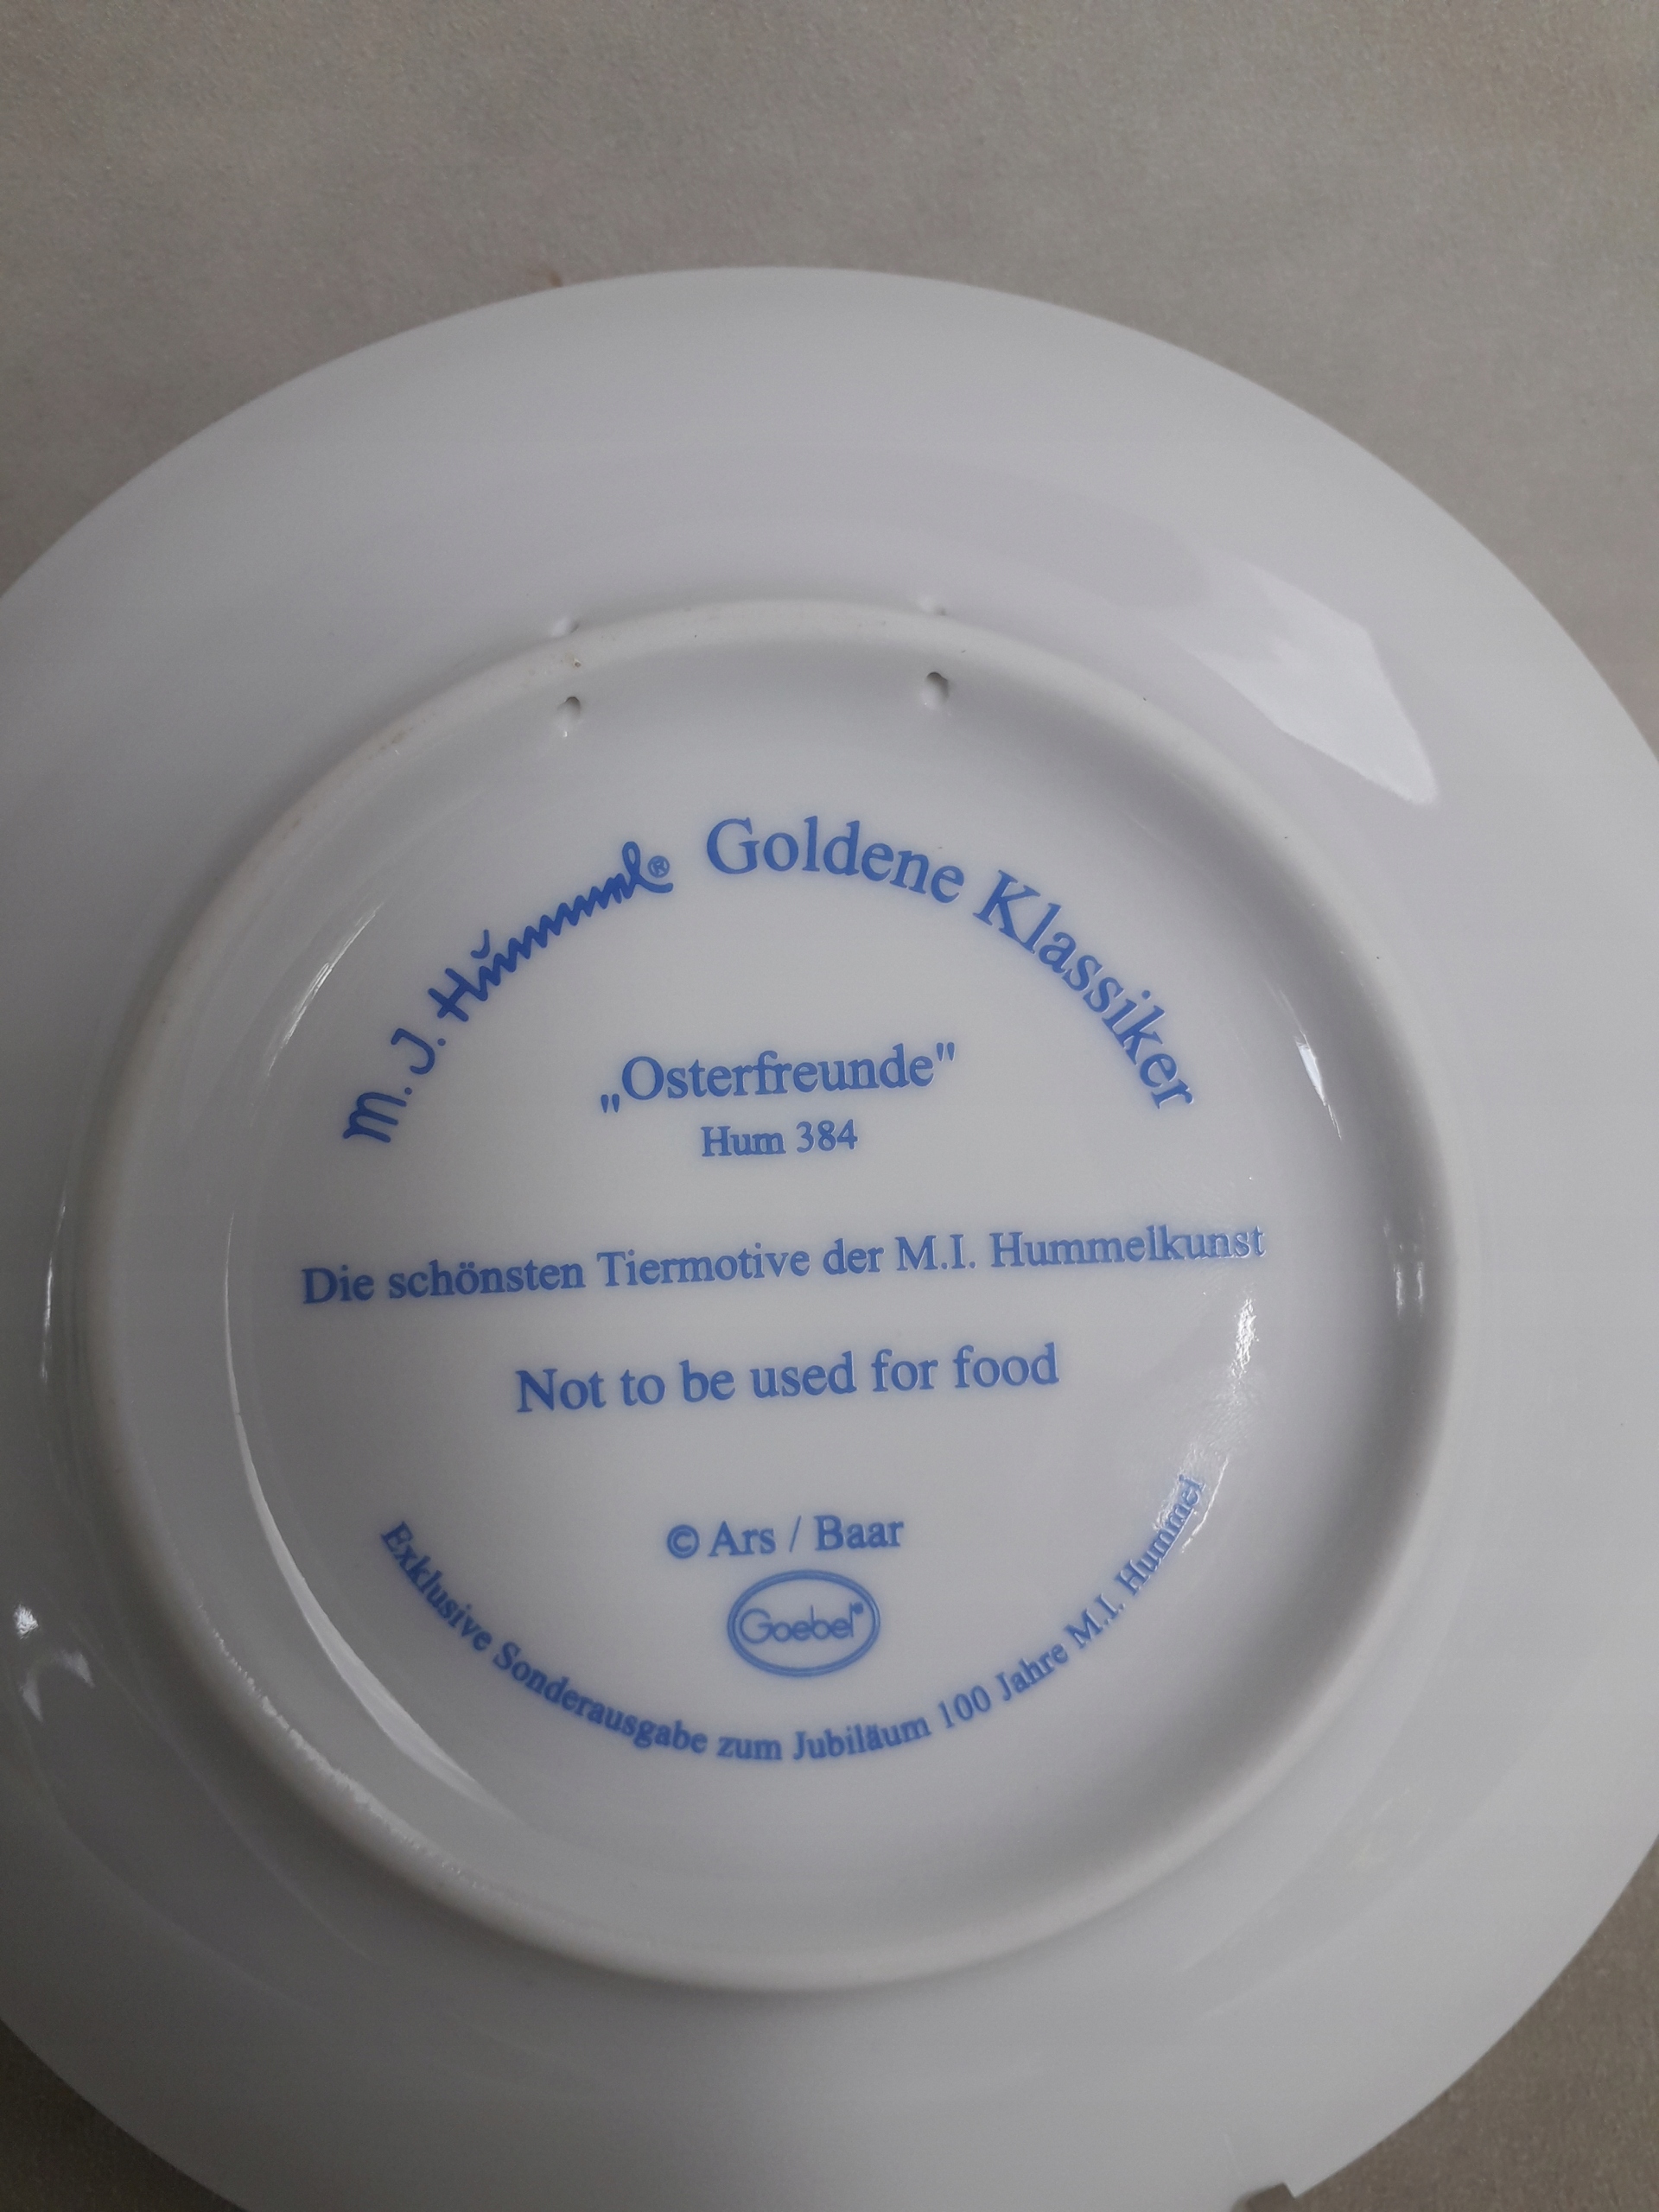 M. J. Hummel® Goldene Klassiker
„Osterfreunde"
Hum 384
Die schönsten Tiermotive der M.I. Hummelkunst
Not to be used for food
© Ars / Baar
Goebel®
Exklusive Sonderausgabe zum Jubiläum 100 Jahre M.I. Hummel